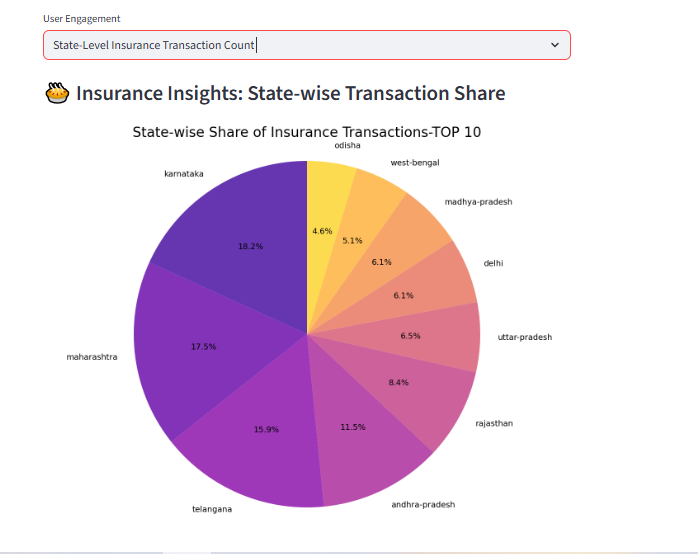 User Engagement
State-Level Insurance Transaction Count
Insurance Insights: State-wise Transaction Share
State-wise Share of Insurance Transactions-TOP 10
odisha
west-bengal
karnataka
madhya-pradesh
4.6%
5.1%
18.2%
6.1%
delhi
6.1%
6.5%
uttar-pradesh
17.5%
maharashtra
8.4%
rajasthan
11.5%
15.9%
andhra-pradesh
telangana